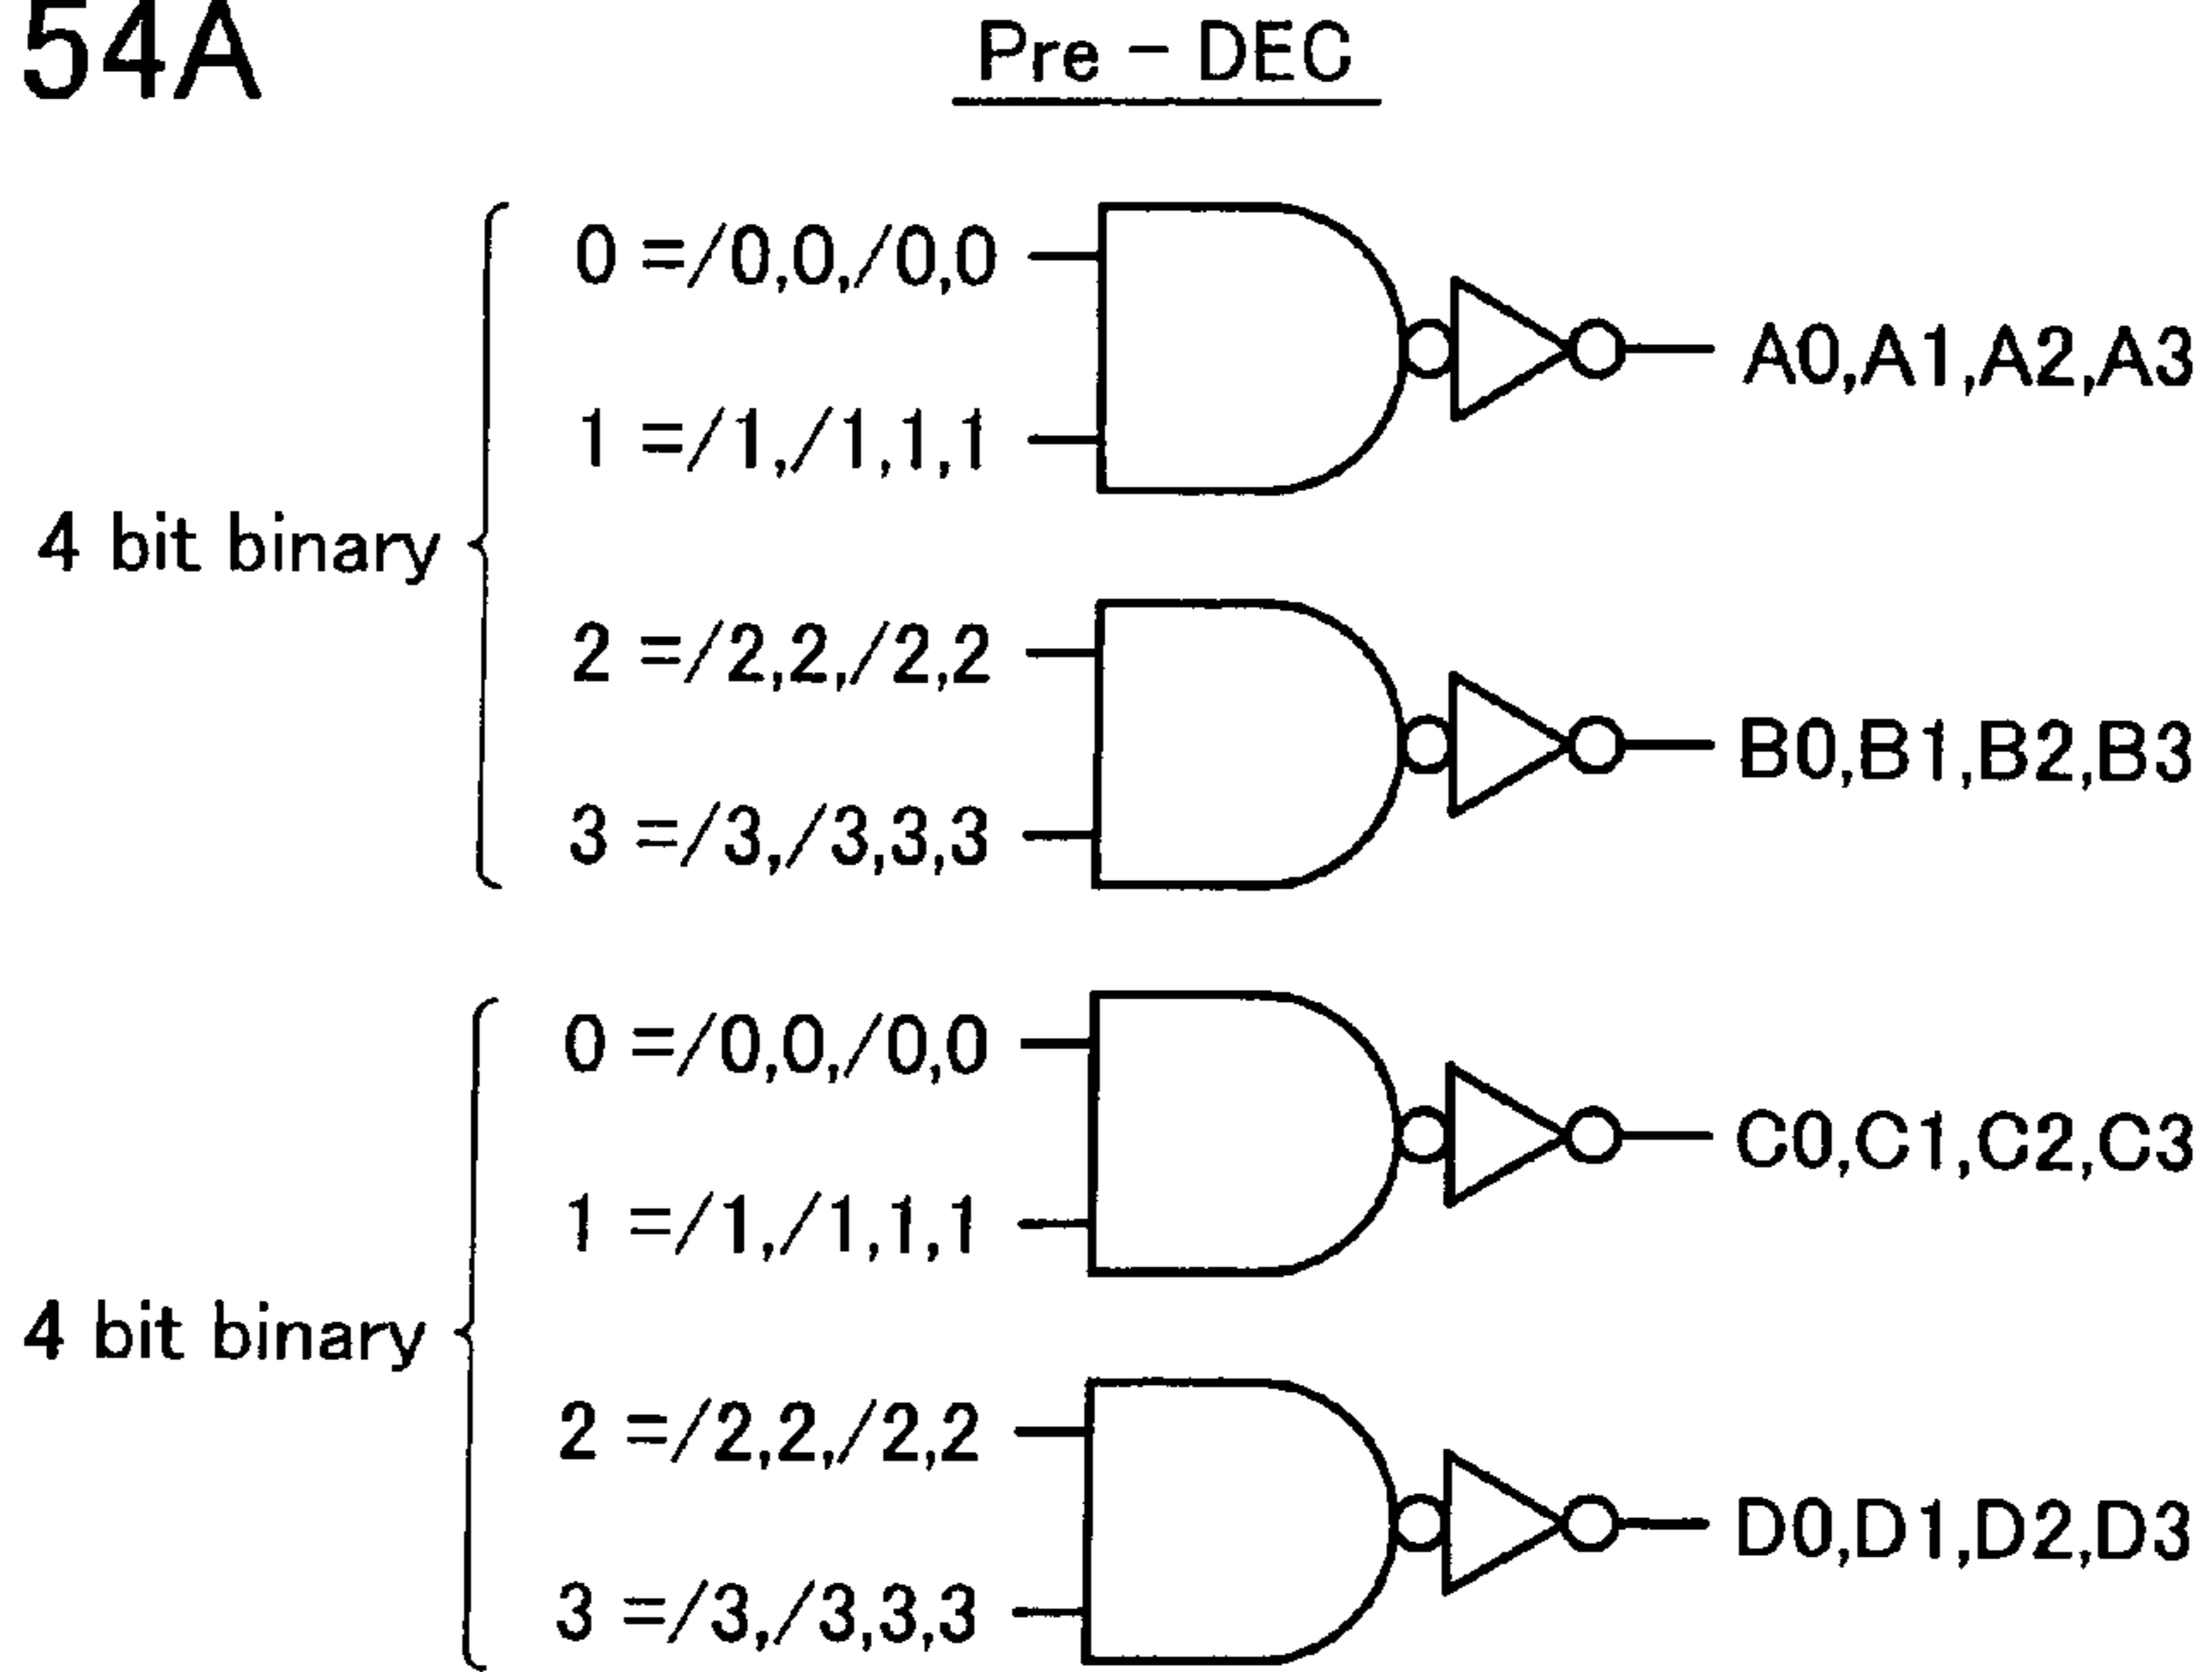 54A
Pre - DEC
0 =/0,0,/0,0
A0,A1,A2,A3
1 =/1,/1,1,1
4 bit binary
2 =/2,2,/2,2
B0,B1,B2,B3
3 =/3,/3,3,3
0 =/0,0,/0,0
C0,C1,C2,C3
1 =/1,/1,1,1
4 bit binary
2 =/2,2,/2,2
D0,D1,D2,D3
3 =/3,/3,3,3